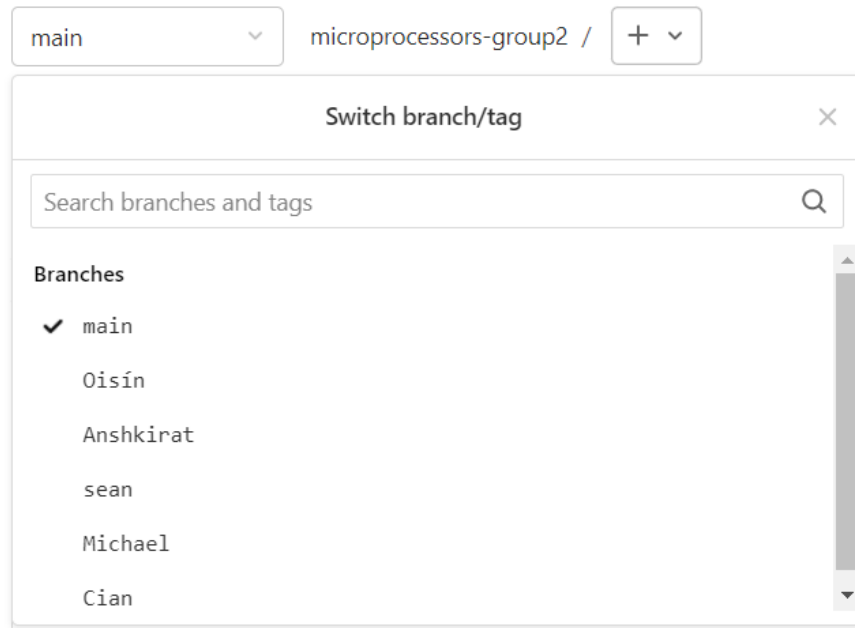 main microprocessors-group2 / +
Switch branch/tag
Search branches and tags
Branches
main
Oisín
Anshkirat
sean
Michael
Cian